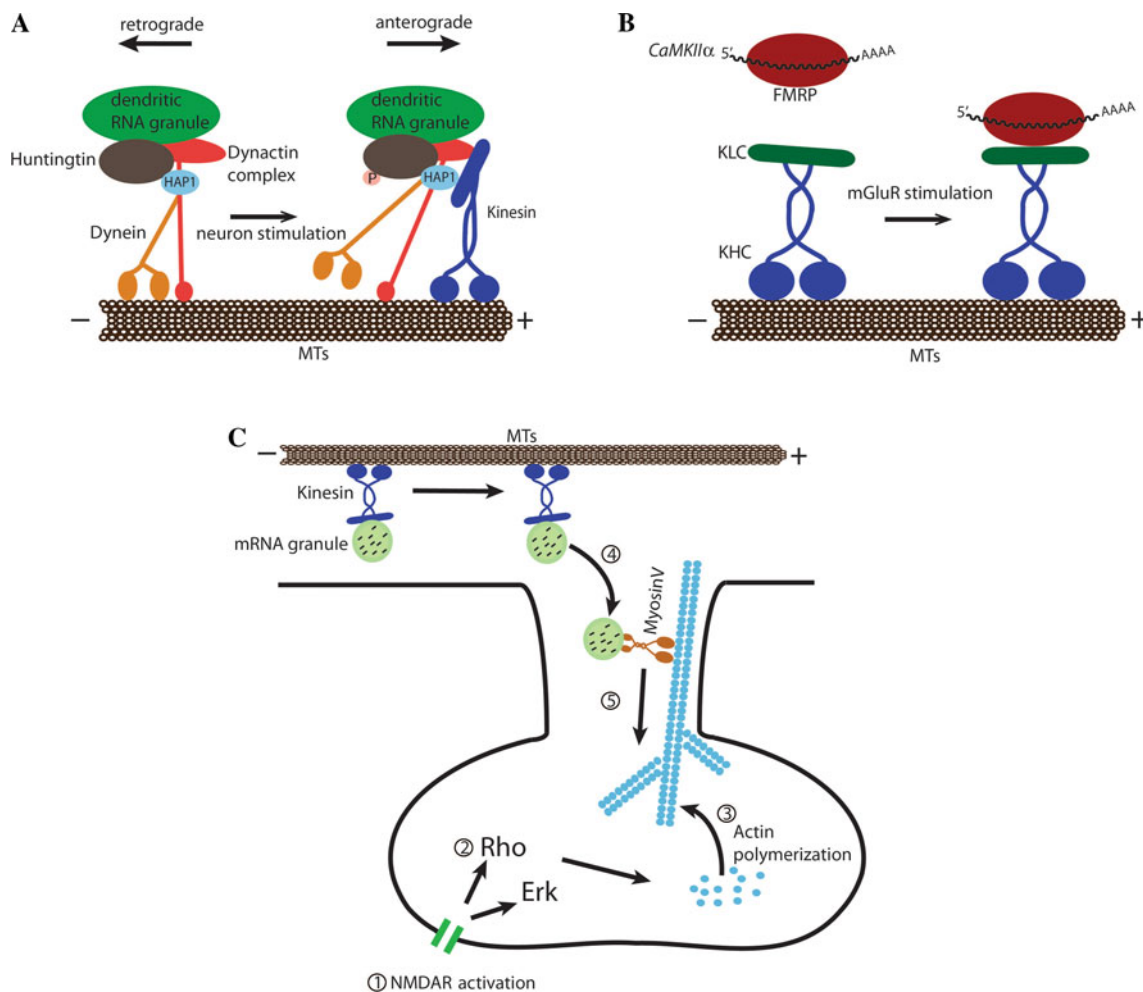 A
retrograde
anterograde
dendritic
RNA granule
Huntingtin
HAP1
Dynactin
complex
Dynein
neuron stimulation
dendritic
RNA granule
P
HAP1
Kinesin
−
+
MTs
B
CaMKIIα 5’ AAAA
FMRP
KLC
KHC
mGluR stimulation
5’ AAAA
−
+
MTs
C
MTs
−
+
Kinesin
mRNA granule
④
MyosinV
⑤
③
Actin
polymerization
② Rho
Erk
① NMDAR activation